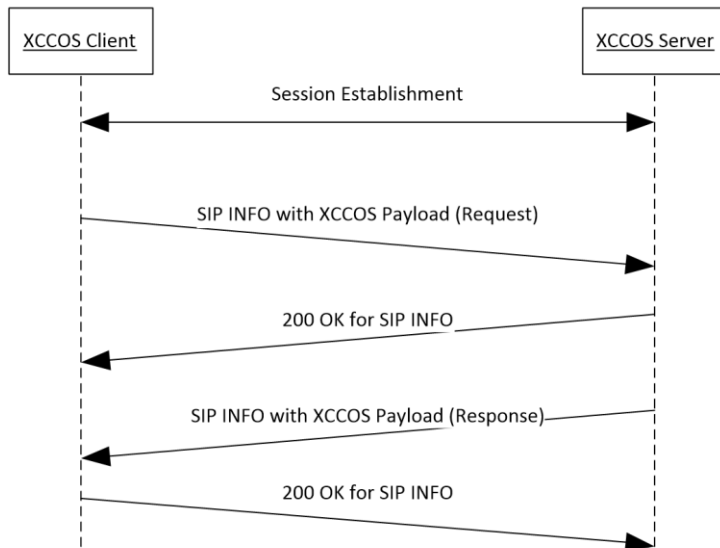 XCCOS Client
XCCOS Server
Session Establishment
SIP INFO with XCCOS Payload (Request)
200 OK for SIP INFO
SIP INFO with XCCOS Payload (Response)
200 OK for SIP INFO